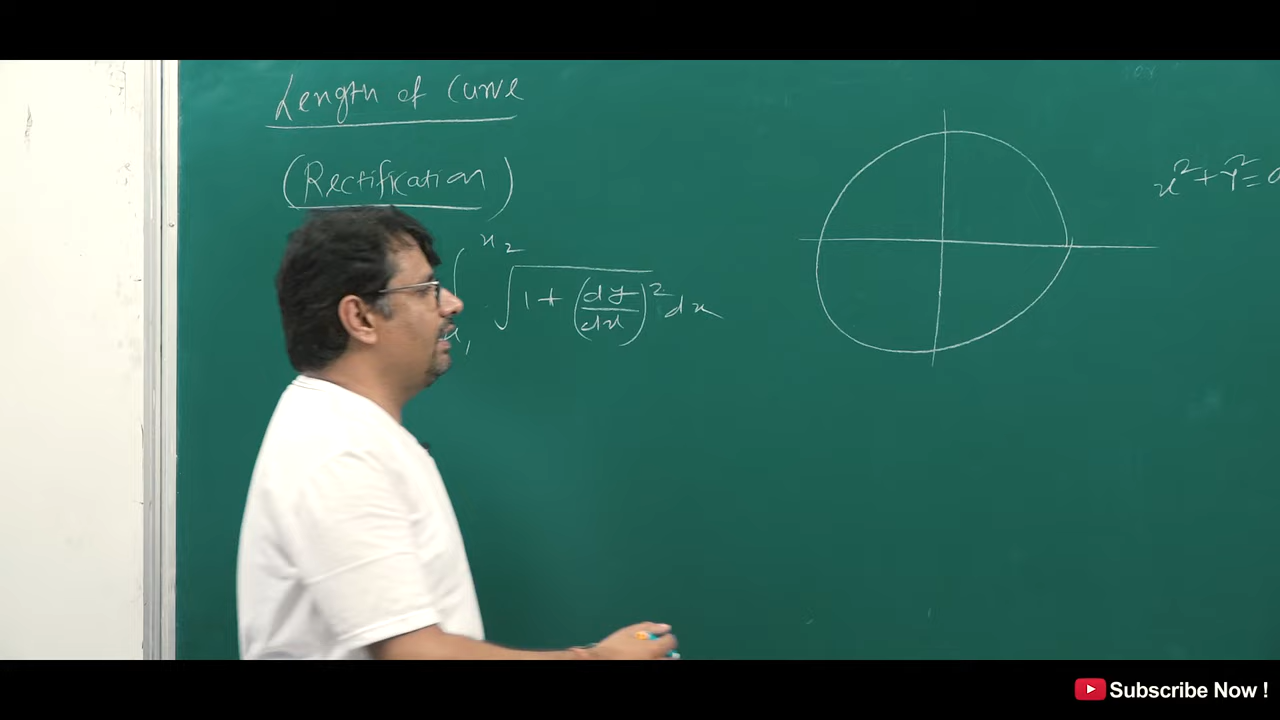 Length of Curve
(Rectification)
∫ x₁ x₂ √(1 + (dy/dx)²) dx
x² + y² =
Subscribe Now !